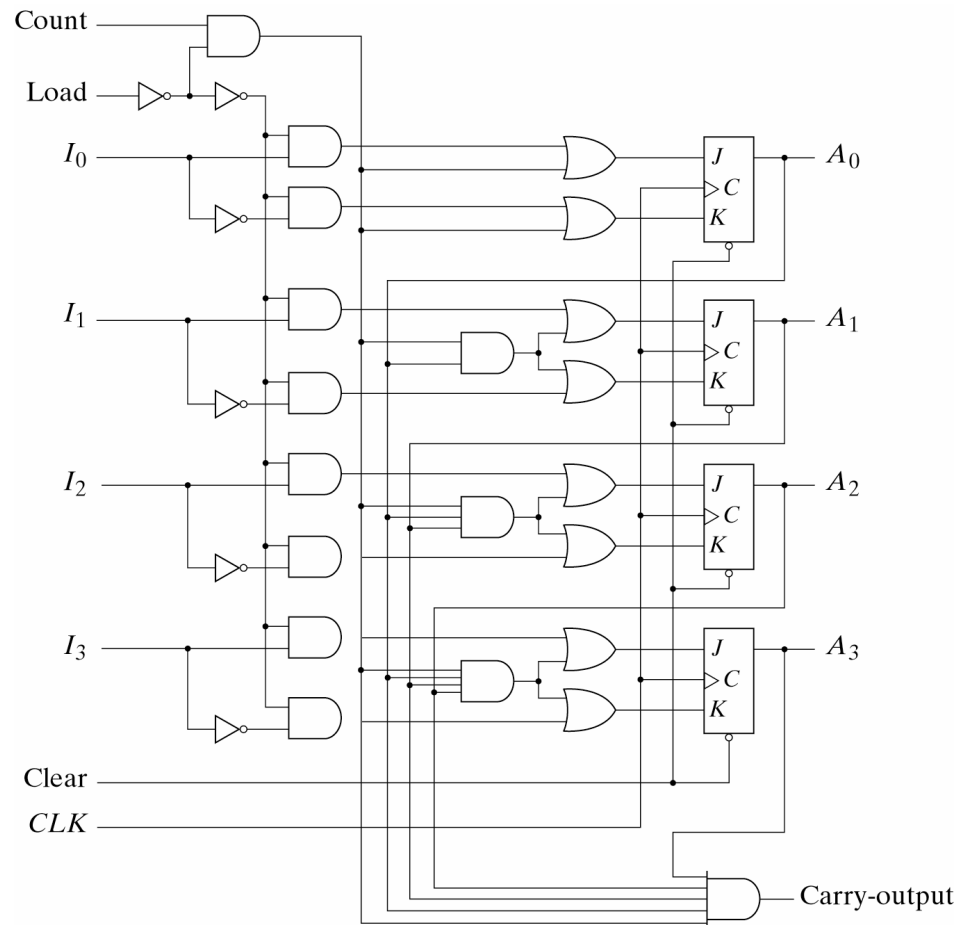 Count
Load
I0
J
A0
C
K
I1
J
A1
C
K
I2
J
A2
C
K
I3
J
A3
C
K
Clear
CLK
Carry-output